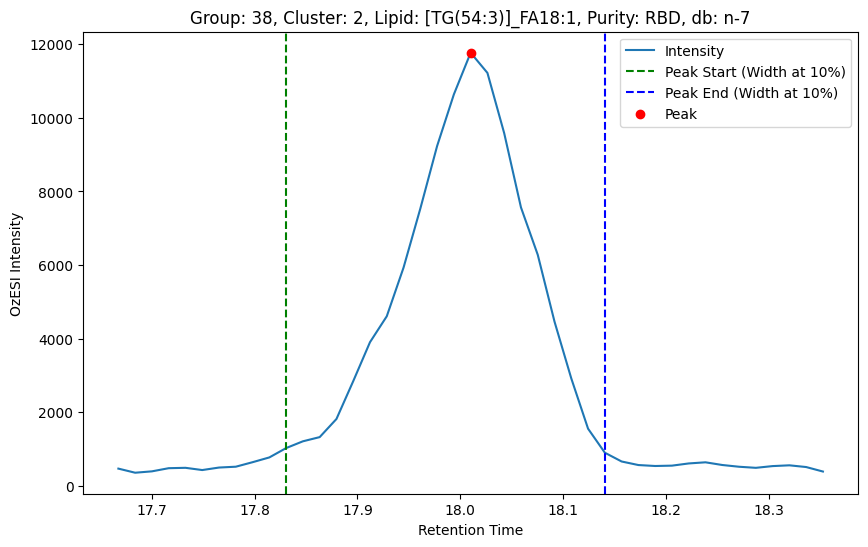 Group: 38, Cluster: 2, Lipid: [TG(54:3)]_FA18:1, Purity: RBD, db: n-7
Intensity
Peak Start (Width at 10%)
Peak End (Width at 10%)
Peak
OzESI Intensity
12000
10000
8000
6000
4000
2000
0
17.7 17.8 17.9 18.0 18.1 18.2 18.3
Retention Time